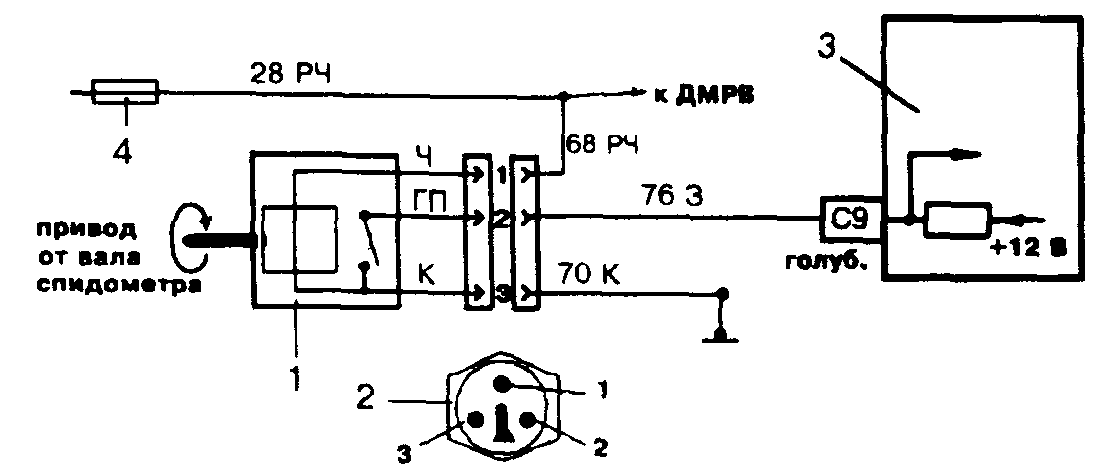 28 РЧ
к ДМРВ
3
4
68 РЧ
Ч
1
ГП
2
76 З
С9
+12 В
голуб.
привод
от вала
спидометра
К
3
70 К
1
2
1
3
2